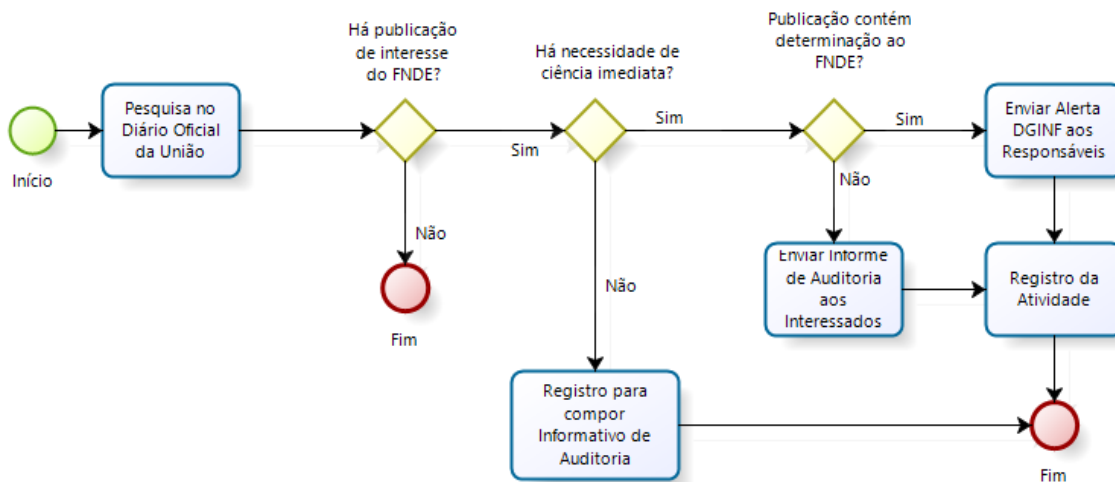 Há publicação
de interesse
do FNDE?
Há necessidade de
ciência imediata?
Publicação contém
determinação ao
FNDE?
Pesquisa no
Diário Oficial
da União
Enviar Alerta
DGINF aos
Responsáveis
Início
Sim
Sim
Sim
Não
Não
Não
Fim
Enviar Informe
de Auditoria
aos
Interessados
Registro da
Atividade
Registro para
compor
Informativo de
Auditoria
Fim